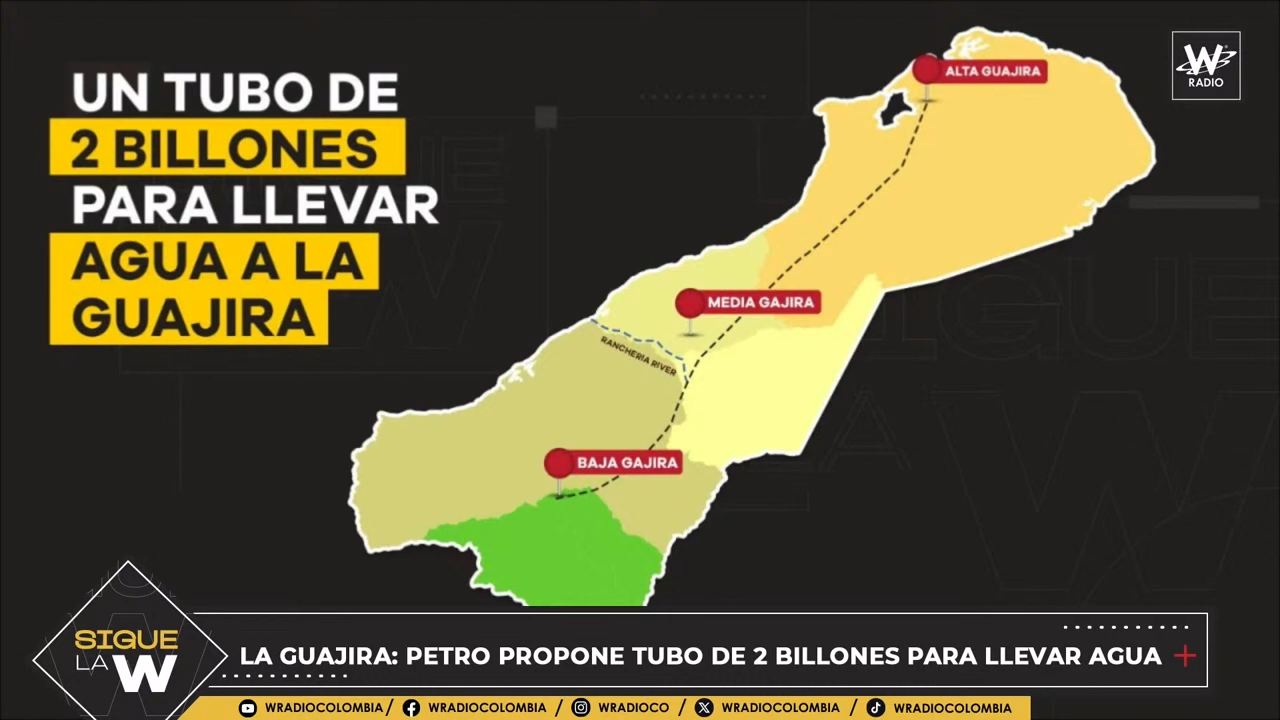 UN TUBO DE
2 BILLONES
PARA LLEVAR
AGUA A LA
GUAJIRA
W
RADIO
ALTA GUAJIRA
MEDIA GAJIRA
RANCHERIA RIVER
BAJA GAJIRA
SIGUE
LA W
LA GUAJIRA: PETRO PROPONE TUBO DE 2 BILLONES PARA LLEVAR AGUA
WRADIOCOLOMBIA / WRADIOCOLOMBIA / WRADIOCO / WRADIOCOLOMBIA / WRADIOCOLOMBIA